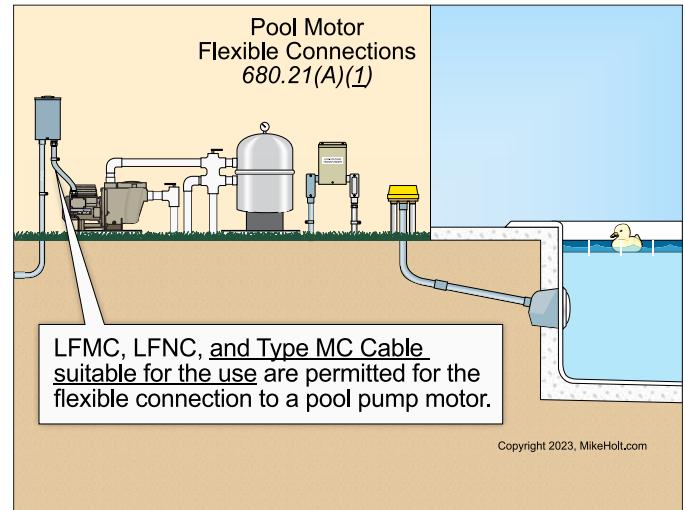 Pool Motor
Flexible Connections
680.21(A)(1)
LFMC, LFNC, and Type MC Cable
suitable for the use are permitted for the
flexible connection to a pool pump motor.
Copyright 2023, MikeHolt.com